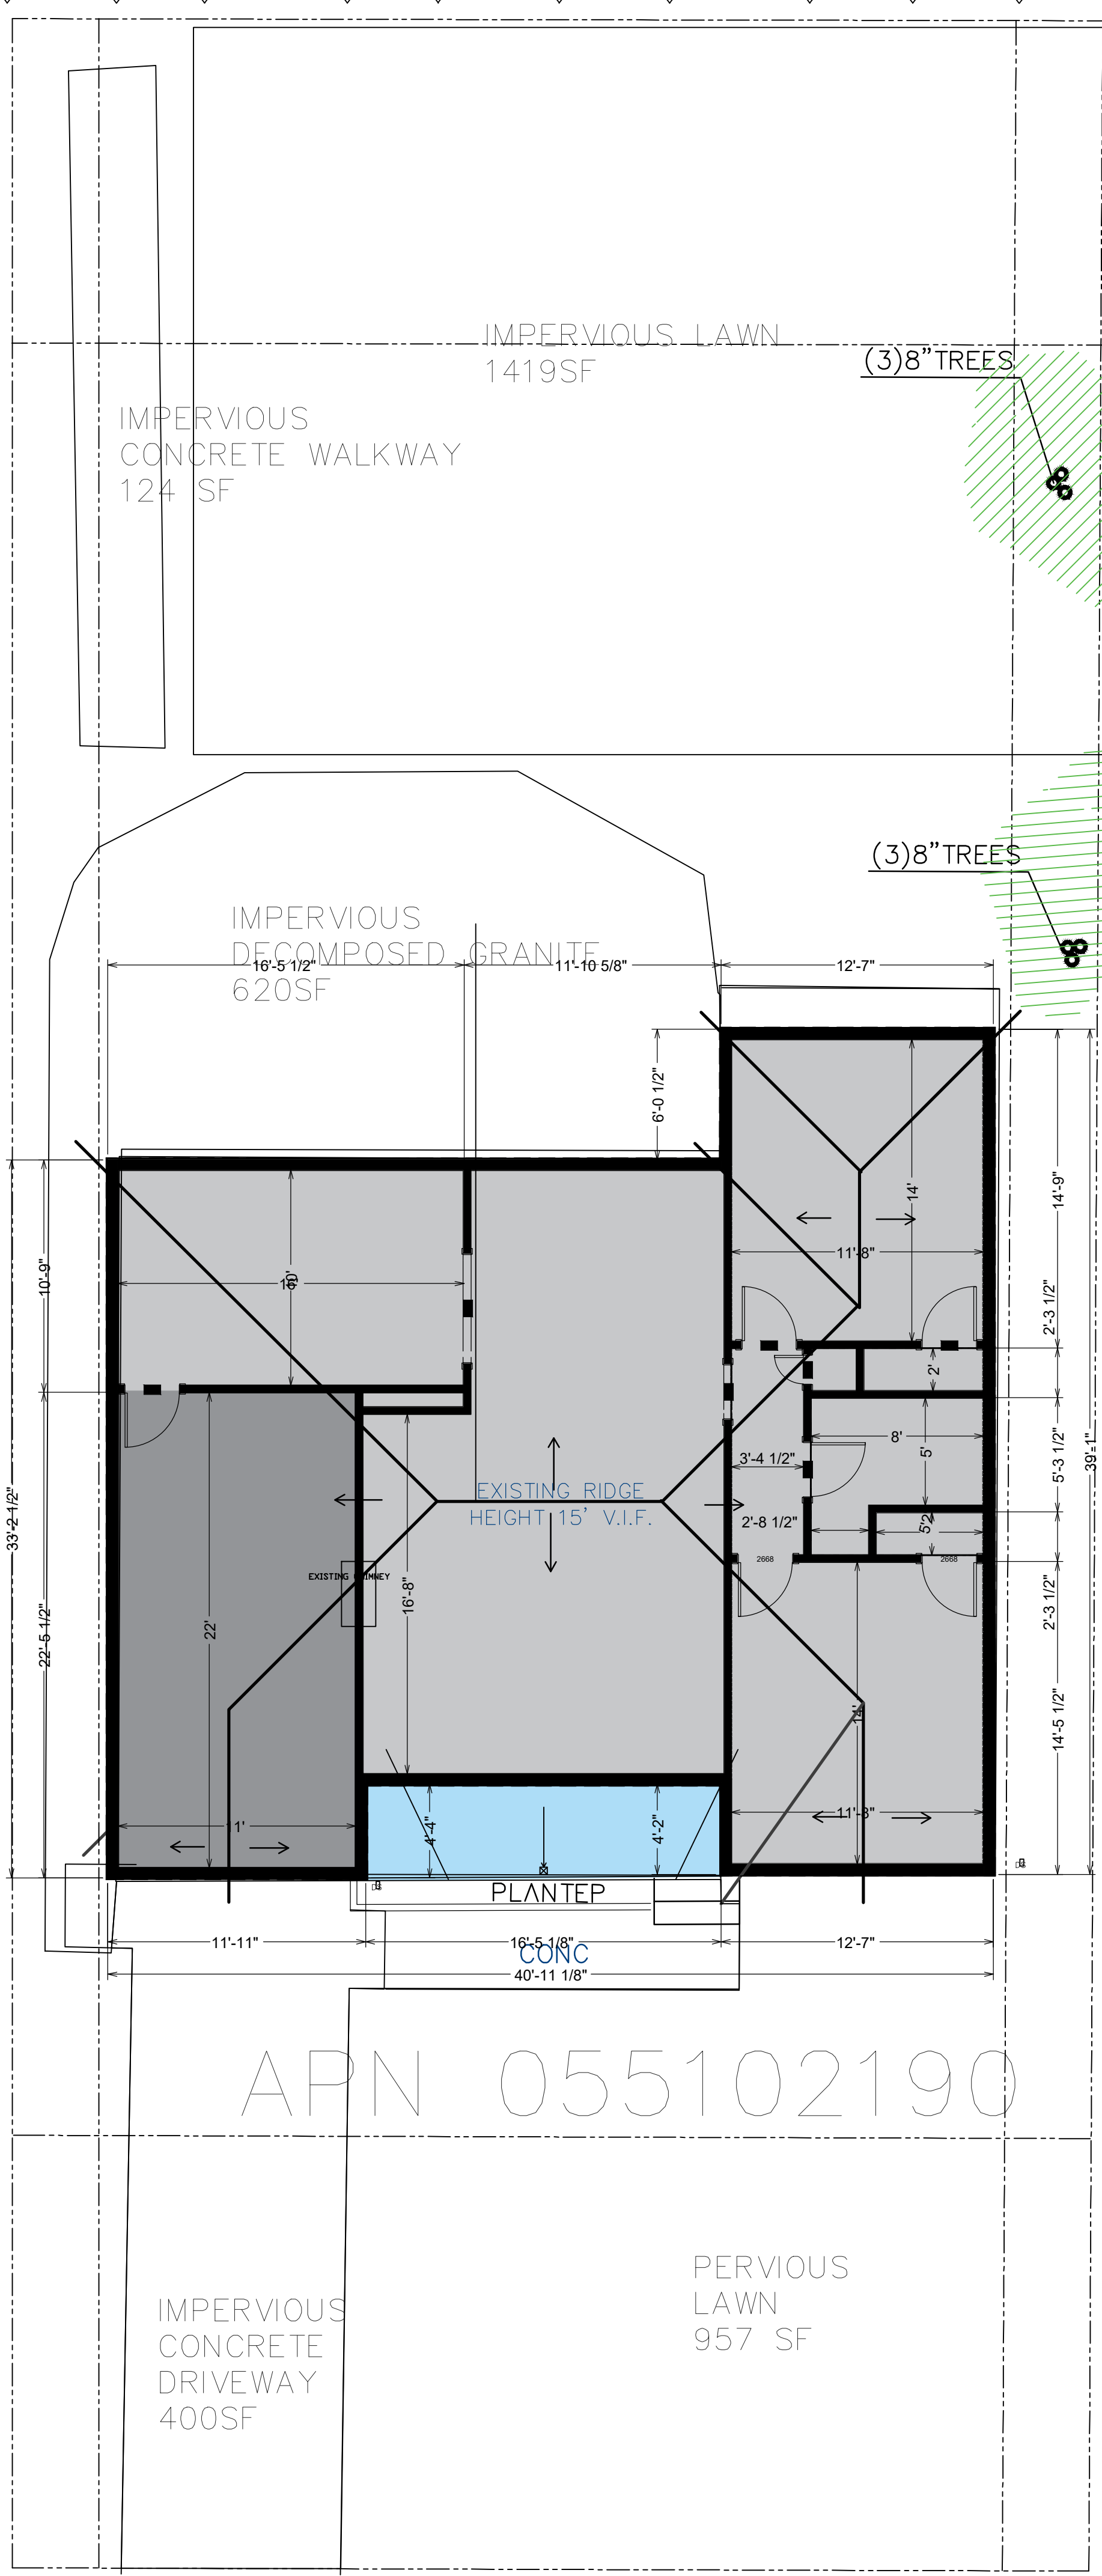 IMPERVIOUS LAWN
1419SF
(3)8”TREES
IMPERVIOUS
CONCRETE WALKWAY
124 SF
(3)8”TREES
IMPERVIOUS
DECOMPOSED GRANITE
620SF
16'-5 1/2"
11'-10 5/8"
12'-7"
6'-0 1/2"
14'
14'-9"
11'-8"
10'-9"
16'
10'
2'-3 1/2"
2'
8'
5'
3'-4 1/2"
5'-3 1/2"
39'-1"
EXISTING RIDGE
HEIGHT 15' V.I.F.
2'-8 1/2"
33'-2 1/2"
2668
2668
EXISTING CHIMNEY
16'-8"
22'
22'-5 1/2"
2'-3 1/2"
14'
14'-5 1/2"
11'
4'-4"
4'-2"
11'-8"
PLANTEP
11'-11"
16'-5 1/8"
12'-7"
CONC
40'-11 1/8"
APN 055102190
PERVIOUS
LAWN
957 SF
IMPERVIOUS
CONCRETE
DRIVEWAY
400SF